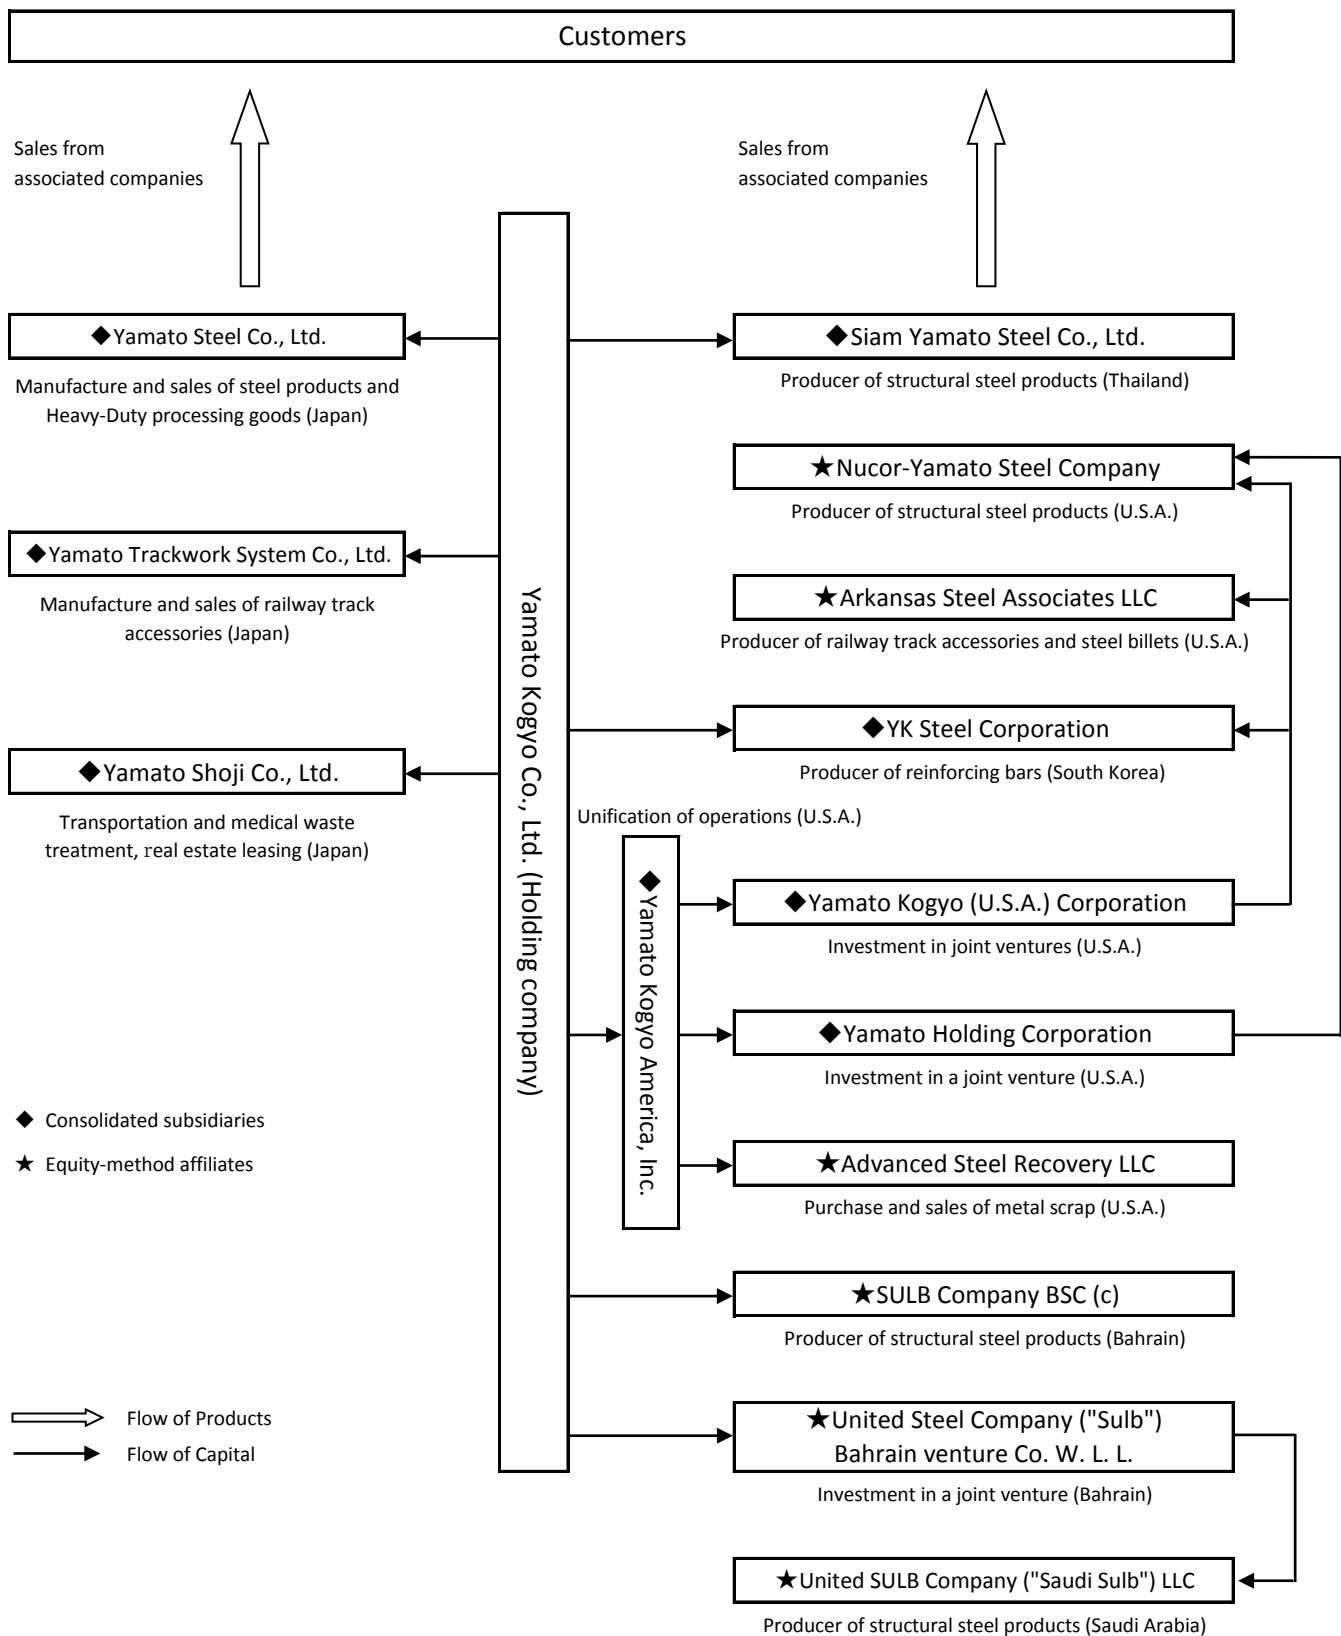 Customers
Sales from
associated companies
Sales from
associated companies
◆Yamato Steel Co., Ltd.
Manufacture and sales of steel products and
Heavy-Duty processing goods (Japan)
◆Yamato Trackwork System Co., Ltd.
Manufacture and sales of railway track
accessories (Japan)
◆Yamato Shoji Co., Ltd.
Transportation and medical waste
treatment, real estate leasing (Japan)
◆ Consolidated subsidiaries
★ Equity-method affiliates
Flow of Products
Flow of Capital
Yamato Kogyo Co., Ltd. (Holding company)
◆Siam Yamato Steel Co., Ltd.
Producer of structural steel products (Thailand)
★Nucor-Yamato Steel Company
Producer of structural steel products (U.S.A.)
★Arkansas Steel Associates LLC
Producer of railway track accessories and steel billets (U.S.A.)
◆YK Steel Corporation
Producer of reinforcing bars (South Korea)
Unification of operations (U.S.A.)
◆Yamato Kogyo America, Inc.
◆Yamato Kogyo (U.S.A.) Corporation
Investment in joint ventures (U.S.A.)
◆Yamato Holding Corporation
Investment in a joint venture (U.S.A.)
★Advanced Steel Recovery LLC
Purchase and sales of metal scrap (U.S.A.)
★SULB Company BSC (c)
Producer of structural steel products (Bahrain)
★United Steel Company ("Sulb")
Bahrain venture Co. W. L. L.
Investment in a joint venture (Bahrain)
★United SULB Company ("Saudi Sulb") LLC
Producer of structural steel products (Saudi Arabia)